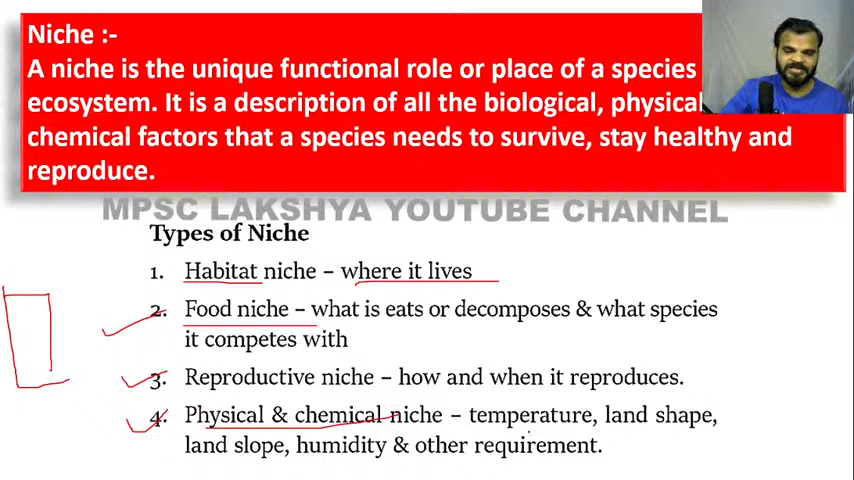 Niche :-
A niche is the unique functional role or place of a species
ecosystem. It is a description of all the biological, physical
chemical factors that a species needs to survive, stay healthy and
reproduce.
MPSC LAKSHYA YOUTUBE CHANNEL
Types of Niche
1. Habitat niche – where it lives
2. Food niche – what is eats or decomposes & what species
it competes with
3. Reproductive niche – how and when it reproduces.
4. Physical & chemical niche – temperature, land shape,
land slope, humidity & other requirement.